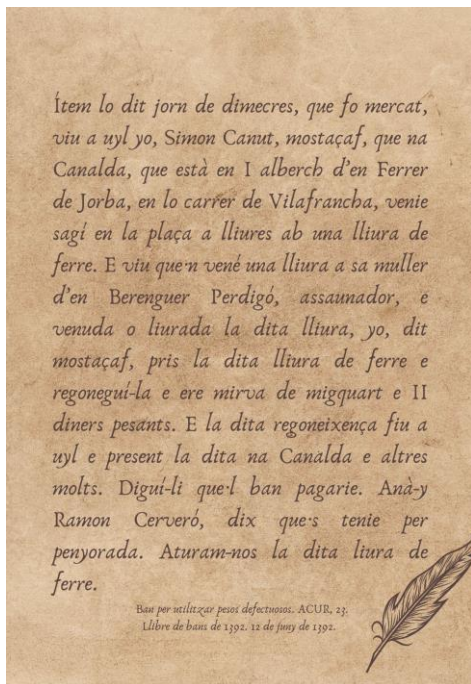 Ítem lo dit jorn de dimecres, que fo mercat,
viu a uyl yo, Simon Canut, mostaçaf, que na
Canalda, que està en I alberch d'en Ferrer
de Jorba, en lo carrer de Vilafrancha, venie
sagí en la plaça a lliures ab una lliura de
ferre. E viu que·n vené una lliura a sa muller
d'en Berenguer Perdigó, assaunador, e
venuda o liurada la dita lliura, yo, dit
mostaçaf, pris la dita lliura de ferre e
regoneguí-la e ere mirva de migquart e II
diners pesants. E la dita regoneixença fiu a
uyl e present la dita na Canalda e altres
molts. Diguí-li que·l ban pagarie. Anà-y
Ramon Cerveró, dix que·s tenie per
penyorada. Aturam-nos la dita liura de
ferre.
Ban per utilitzar pesos defectuosos. ACUR, 23.
Llibre de bans de 1392. 12 de juny de 1392.